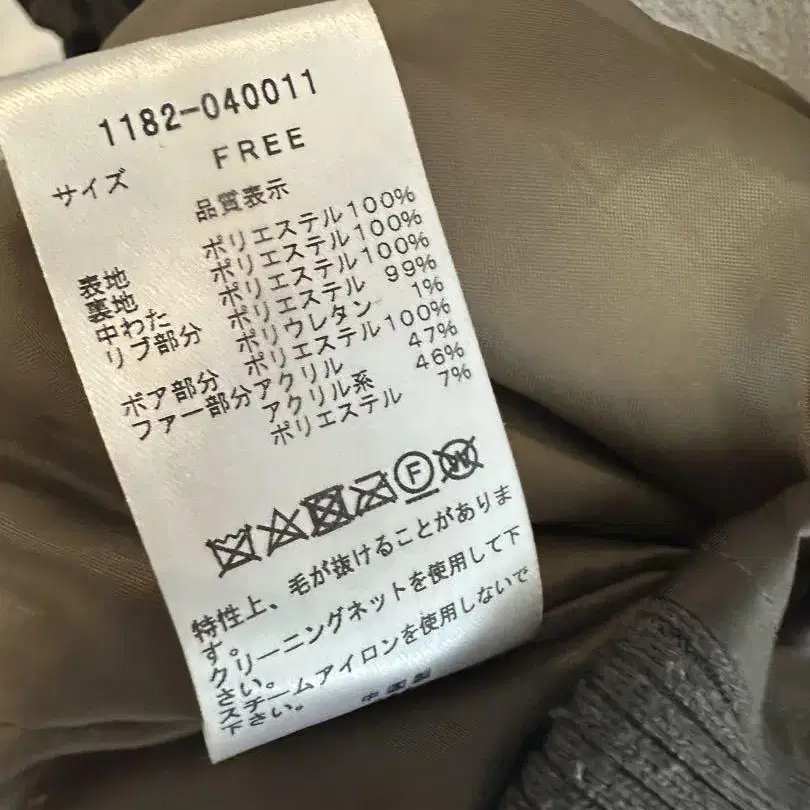 1182-040011
サイズ FREE
品質表示
表地 ポリエステル100%
裏地 ポリエステル100%
中わた ポリエステル100%
リブ部分 ポリエステル 99%
ポリウレタン 1%
ボア部分 ポリエステル100%
ファー部分アクリル 47%
アクリル系 46%
ポリエステル 7%
F W
特性上、毛が抜けることがありま
す。
クリーニングネットを使用して下
さい。
スチームアイロンを使用しないで
下さい。 中国製